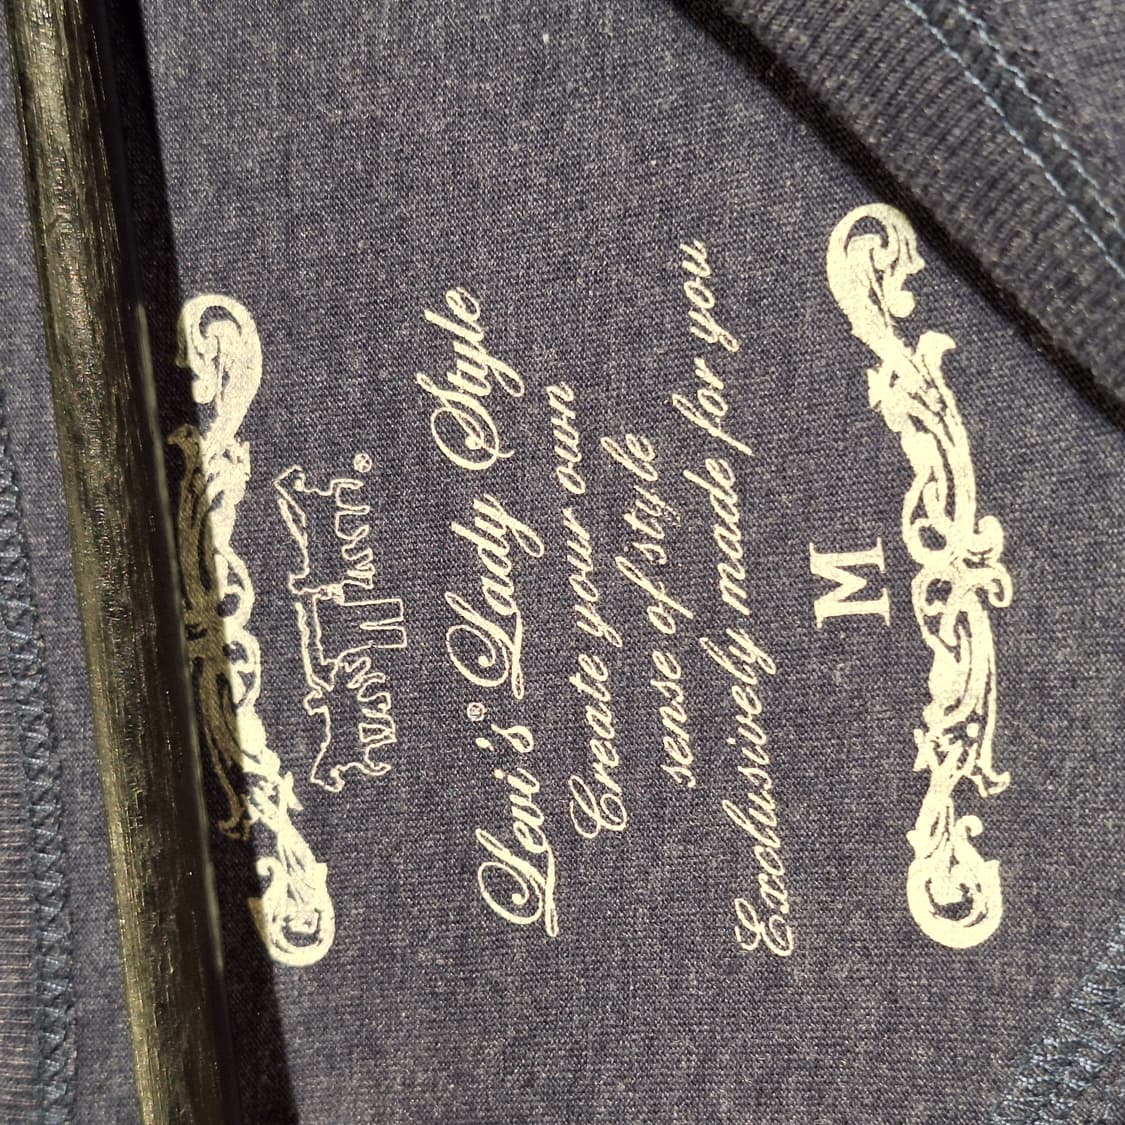 ®
Levi's® Lady Style
Create your own
sense of style
Exclusively made for you
M